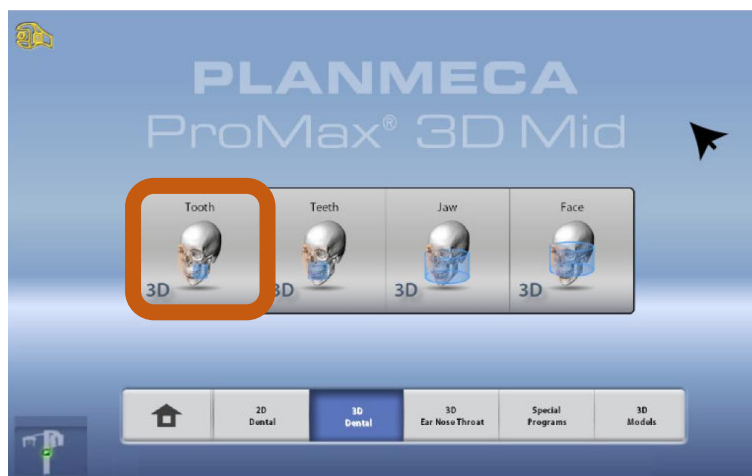 PLANMECA
ProMax® 3D Mid
Tooth
3D
Teeth
3D
Jaw
3D
Face
3D
2D
Dental
3D
Dental
3D
Ear Nose Throat
Special
Programs
3D
Models